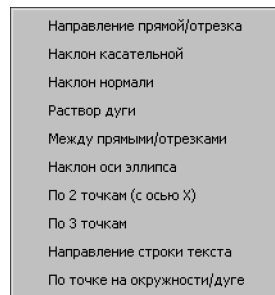 Направление прямой/отрезка
Наклон касательной
Наклон нормали
Раствор дуги
Между прямыми/отрезками
Наклон оси эллипса
По 2 точкам (с осью X)
По 3 точкам
Направление строки текста
По точке на окружности/дуге